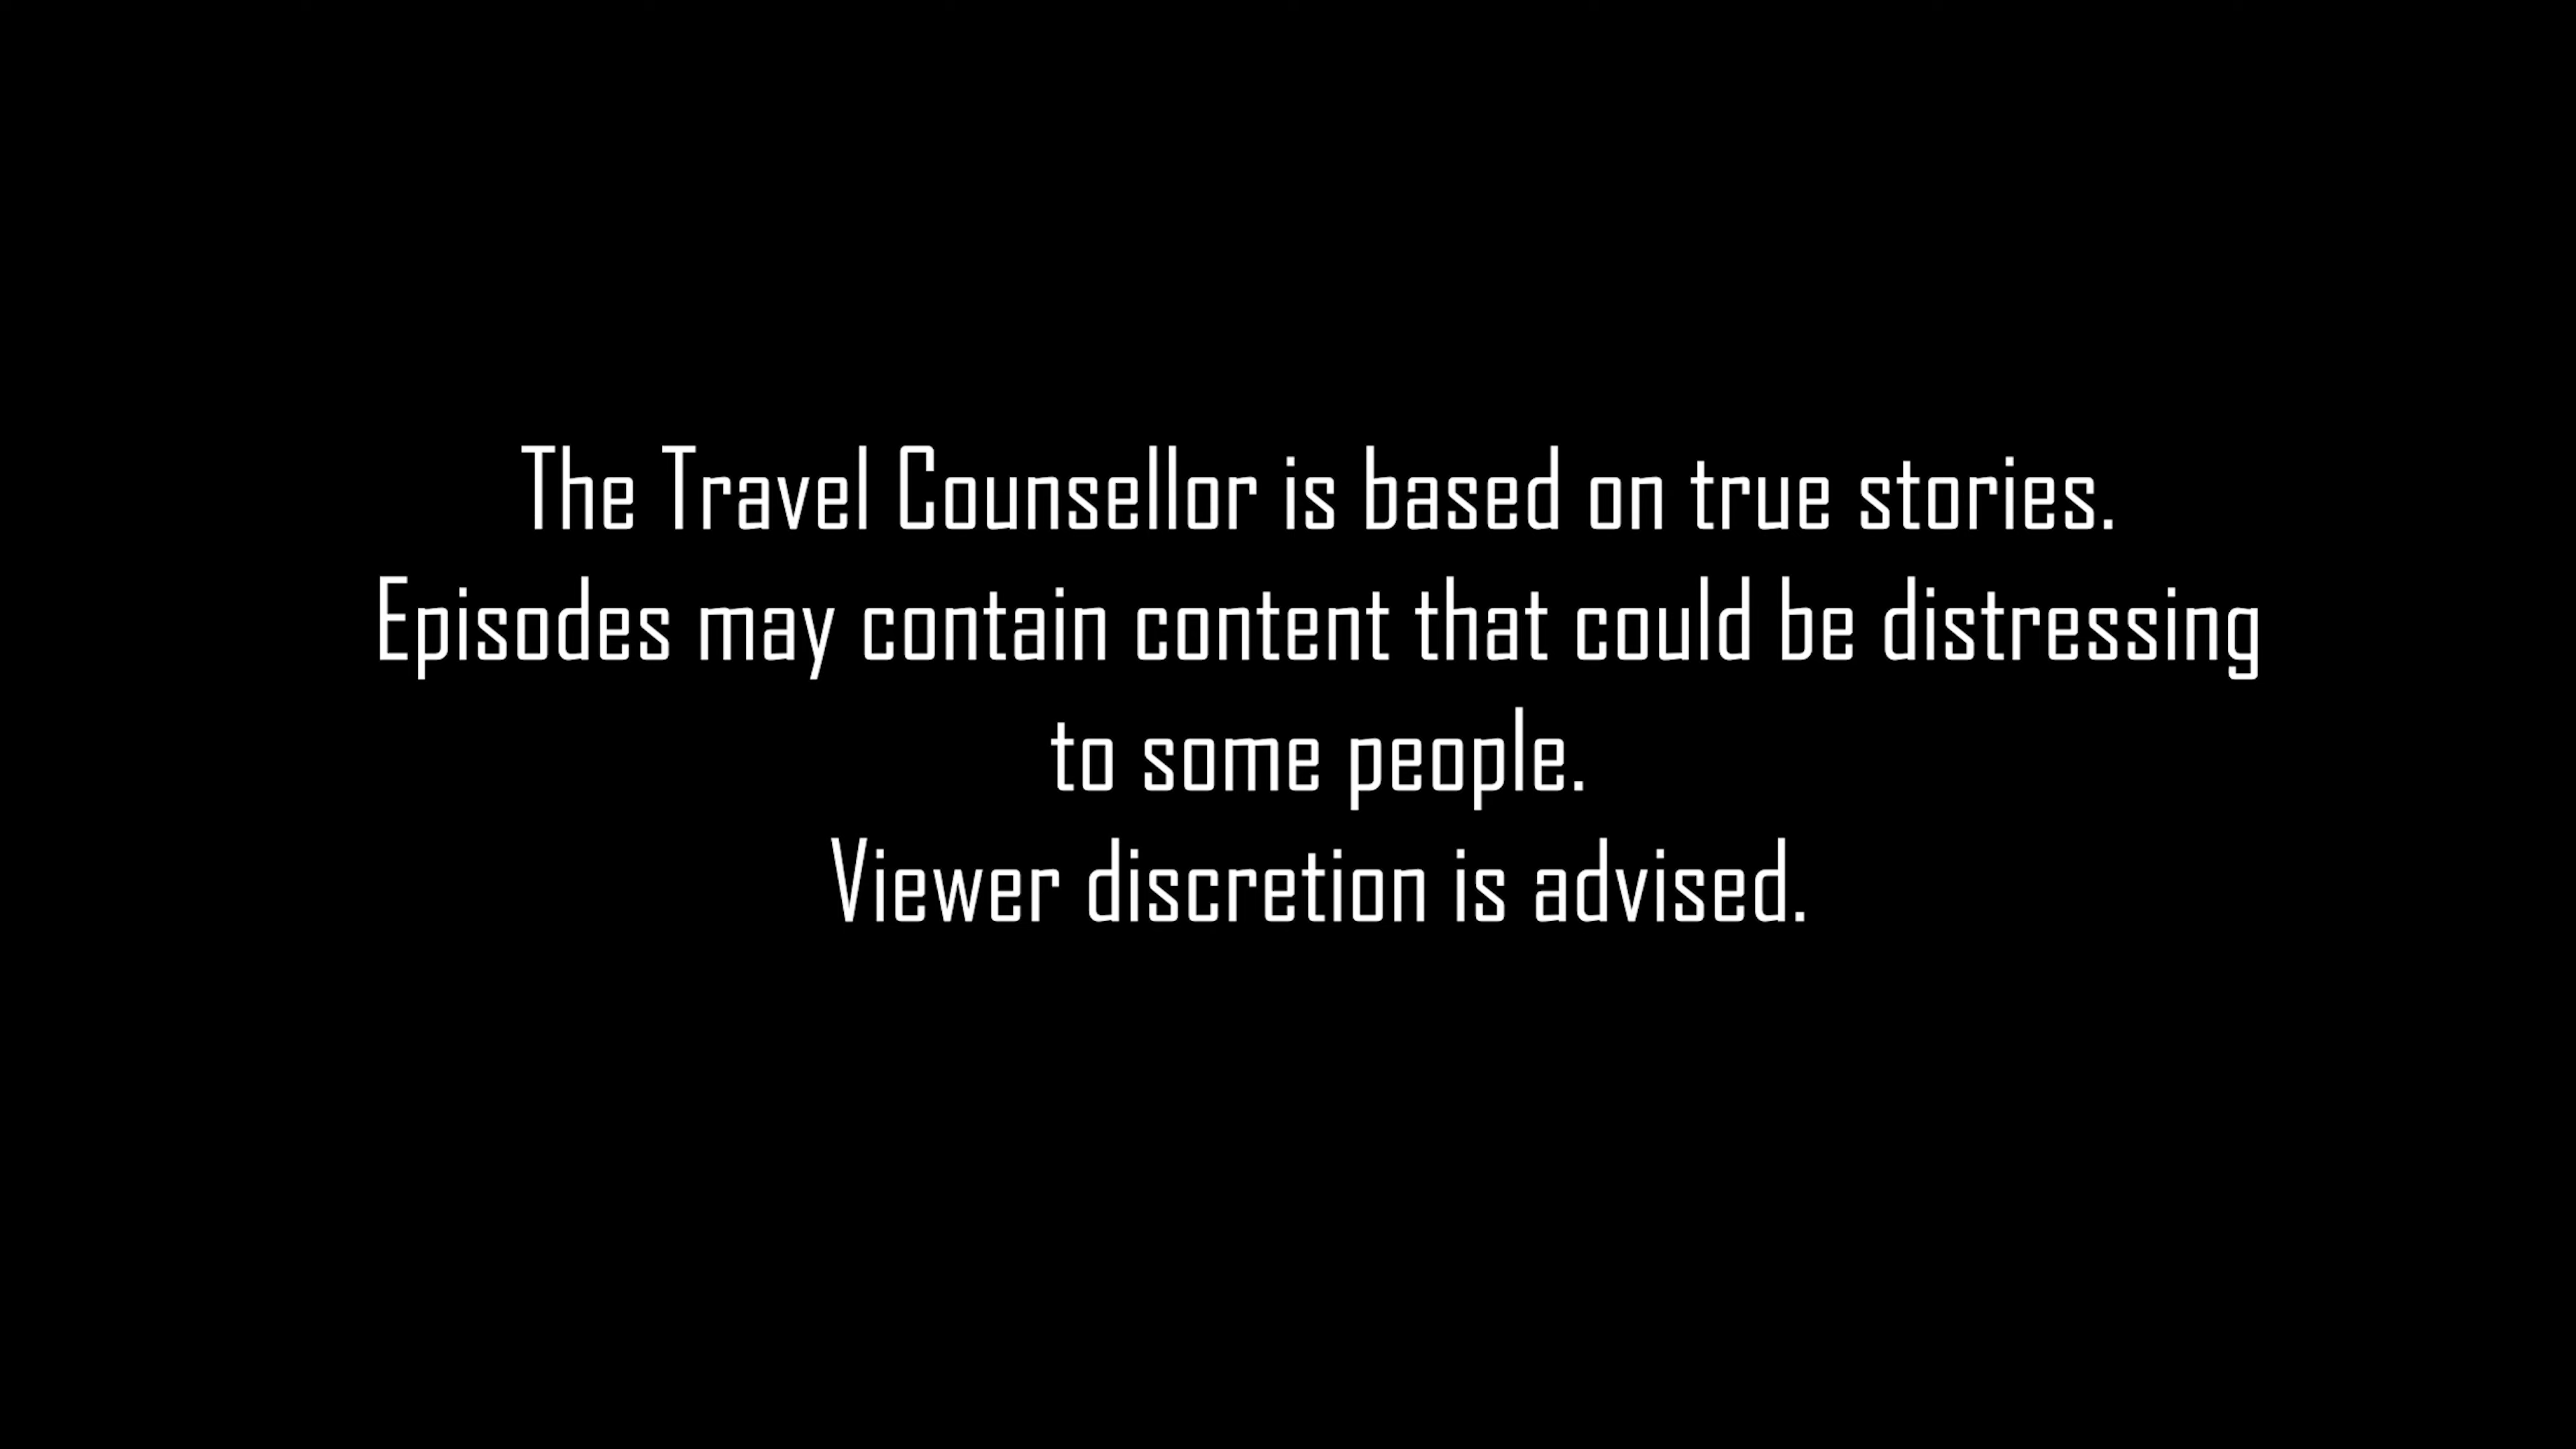 The Travel Counsellor is based on true stories.
Episodes may contain content that could be distressing
to some people.
Viewer discretion is advised.